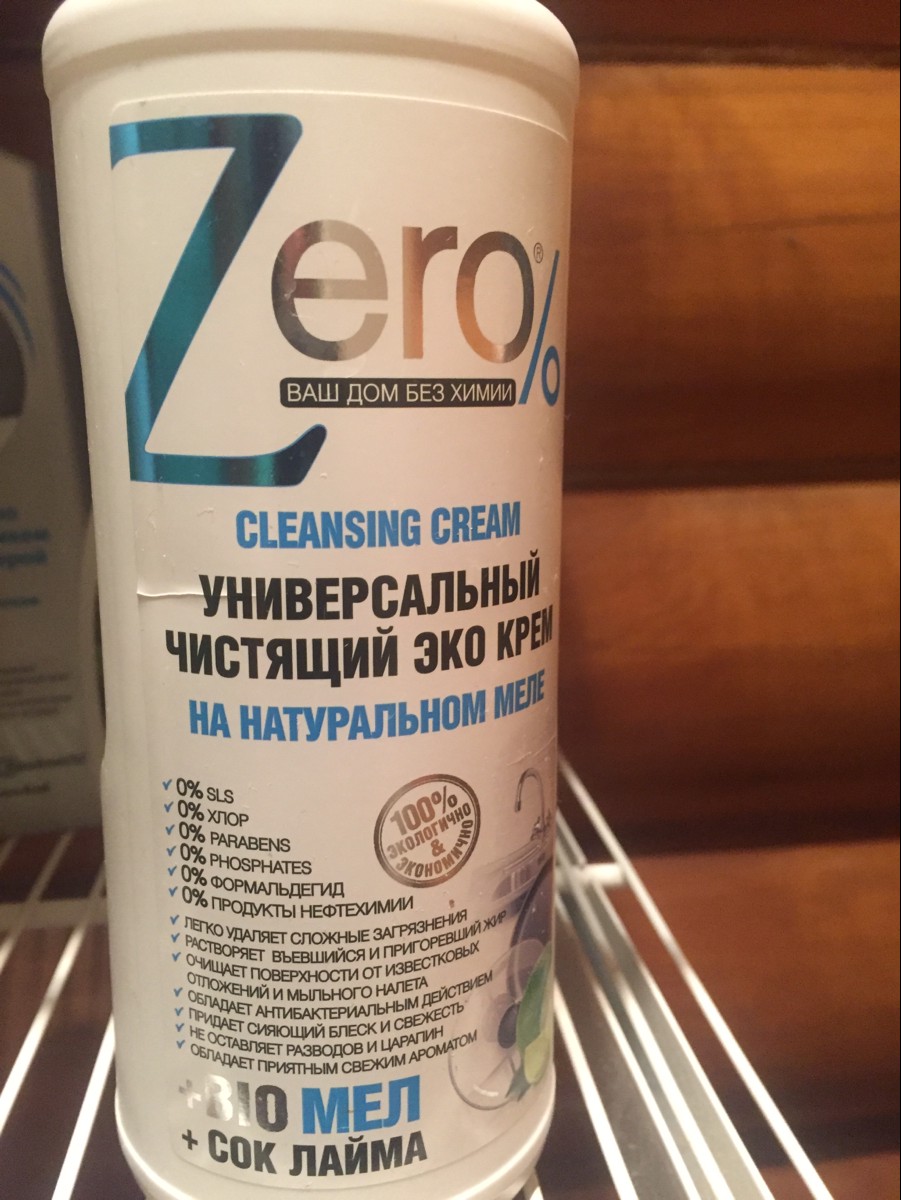 Zero%®
ВАШ ДОМ БЕЗ ХИМИИ
CLEANSING CREAM
УНИВЕРСАЛЬНЫЙ
ЧИСТЯЩИЙ ЭКО КРЕМ
НА НАТУРАЛЬНОМ МЕЛЕ
0% SLS
0% ХЛОР
0% PARABENS
0% PHOSPHATES
0% ФОРМАЛЬДЕГИД
0% ПРОДУКТЫ НЕФТЕХИМИИ
100%
ЭКОЛОГИЧНО
&
ЭКОНОМИЧНО
ЛЕГКО УДАЛЯЕТ СЛОЖНЫЕ ЗАГРЯЗНЕНИЯ
РАСТВОРЯЕТ ВЪЕВШИЙСЯ И ПРИГОРЕВШИЙ ЖИР
ОЧИЩАЕТ ПОВЕРХНОСТИ ОТ ИЗВЕСТКОВЫХ
ОТЛОЖЕНИЙ И МЫЛЬНОГО НАЛЕТА
ОБЛАДАЕТ АНТИБАКТЕРИАЛЬНЫМ ДЕЙСТВИЕМ
ПРИДАЕТ СИЯЮЩИЙ БЛЕСК И СВЕЖЕСТЬ
НЕ ОСТАВЛЯЕТ РАЗВОДОВ И ЦАРАПИН
ОБЛАДАЕТ ПРИЯТНЫМ СВЕЖИМ АРОМАТОМ
+BIO МЕЛ
+ СОК ЛАЙМА